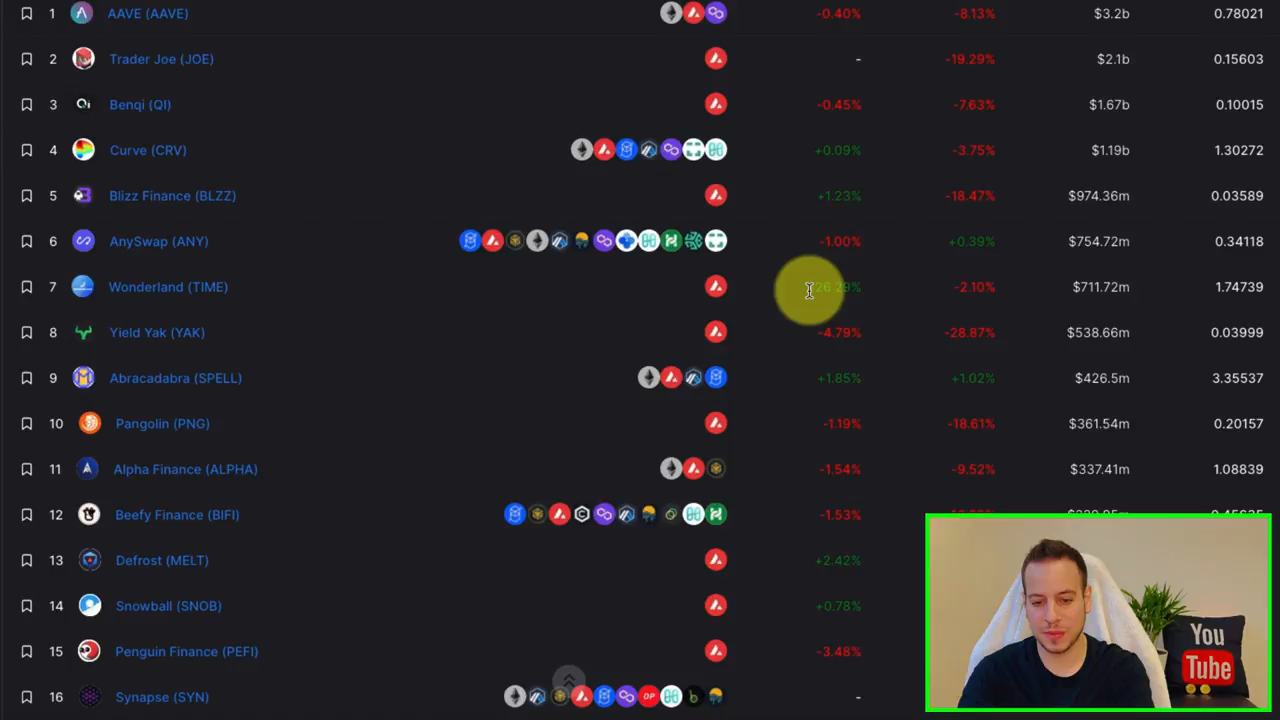 1 AAVE (AAVE) -0.40% -8.13% $3.2b 0.78021
2 Trader Joe (JOE) - -19.29% $2.1b 0.15603
3 Qi Benqi (QI) -0.45% -7.63% $1.67b 0.10015
4 Curve (CRV) +0.09% -3.75% $1.19b 1.30272
5 Blizz Finance (BLZZ) +1.23% -18.47% $974.36m 0.03589
6 AnySwap (ANY) -1.00% +0.39% $754.72m 0.34118
7 Wonderland (TIME) 26.29% -2.10% $711.72m 1.74739
8 Yield Yak (YAK) -4.79% -28.87% $538.66m 0.03999
9 Abracadabra (SPELL) +1.85% +1.02% $426.5m 3.35537
10 Pangolin (PNG) -1.19% -18.61% $361.54m 0.20157
11 Alpha Finance (ALPHA) -1.54% -9.52% $337.41m 1.08839
12 Beefy Finance (BIFI) -1.53%
13 Defrost (MELT) +2.42%
14 Snowball (SNOB) +0.78%
15 Penguin Finance (PEFI) -3.48%
16 Synapse (SYN) OP -
You
Tube